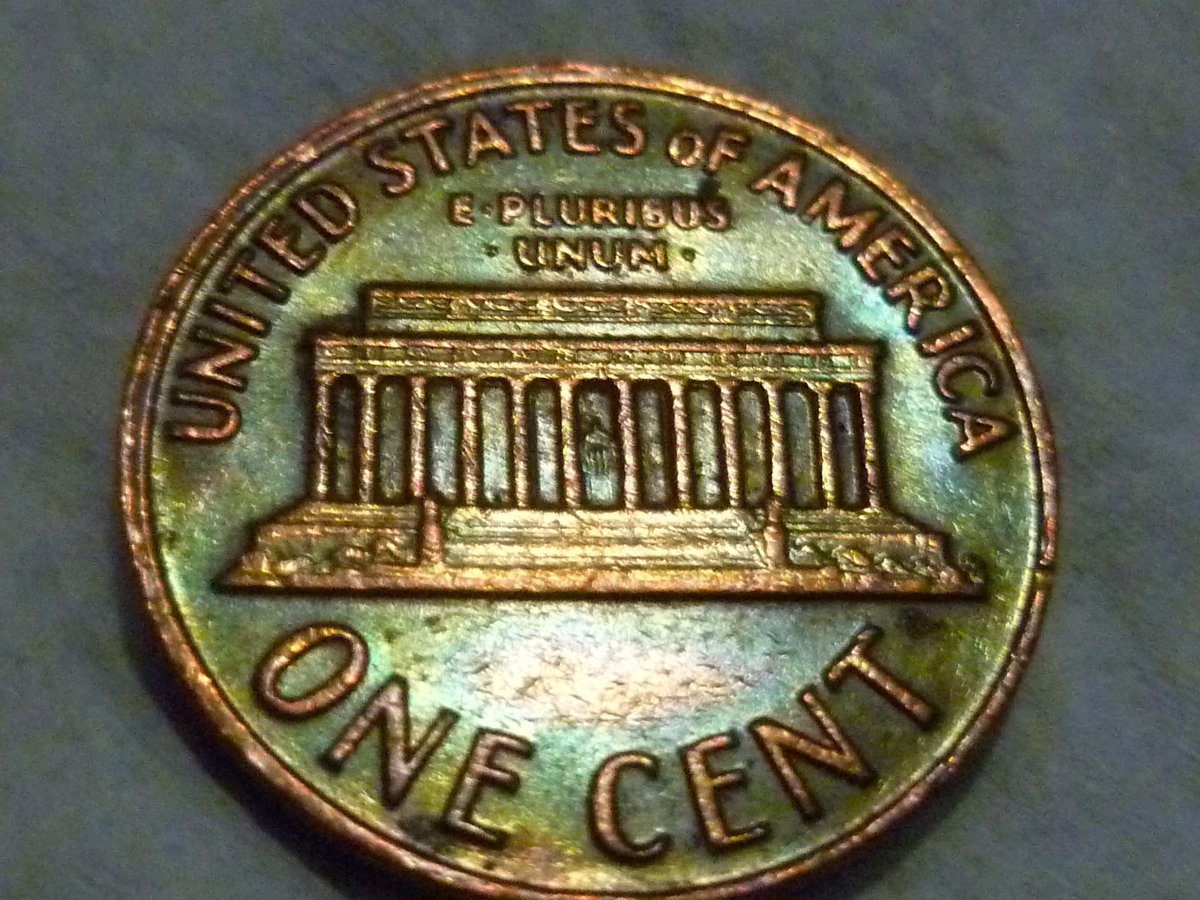 UNITED STATES OF AMERICA
E·PLURIBUS
·UNUM·
ONE CENT